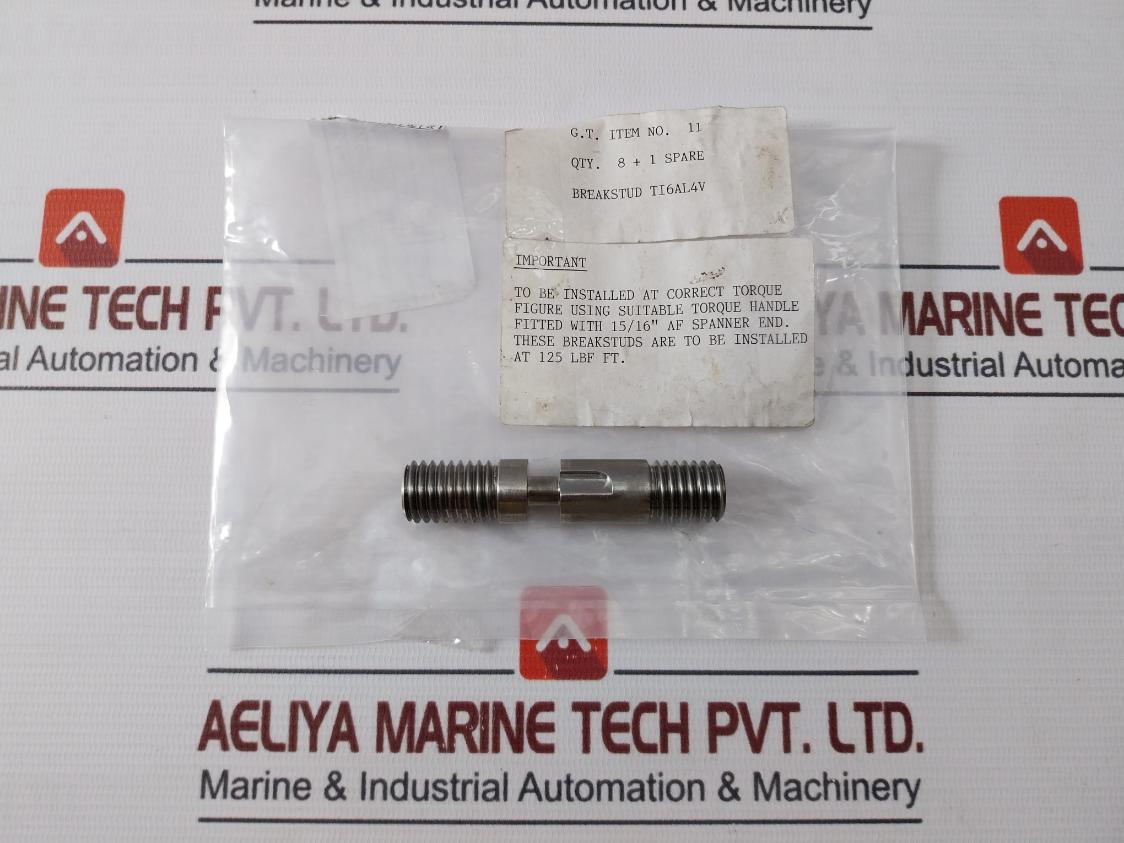 Marine & Industrial Automation & Machinery
G.T. ITEM NO. 11
QTY. 8 + 1 SPARE
BREAKSTUD TI6AL4V
IMPORTANT
TO BE INSTALLED AT CORRECT TORQUE
FIGURE USING SUITABLE TORQUE HANDLE
FITTED WITH 15/16" AF SPANNER END.
THESE BREAKSTUDS ARE TO BE INSTALLED
AT 125 LBF FT.
INE TECH PVT. LTD.
al Automation & Machinery
YA MARINE TEC
e & Industrial Automa
AELIYA MARINE TECH PVT. LTD.
Marine & Industrial Automation & Machinery